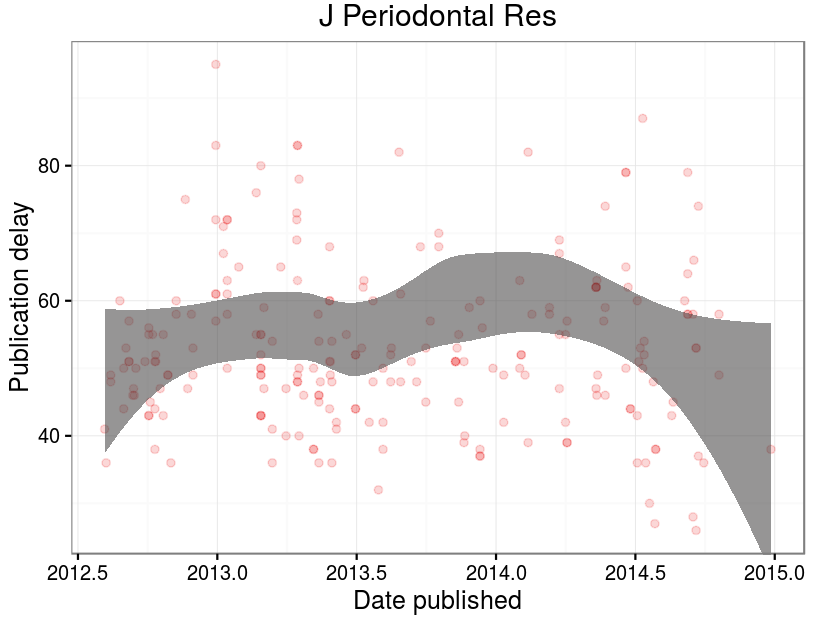 J Periodontal Res
Publication delay
80
60
40
2012.5 2013.0 2013.5 2014.0 2014.5 2015.0
Date published